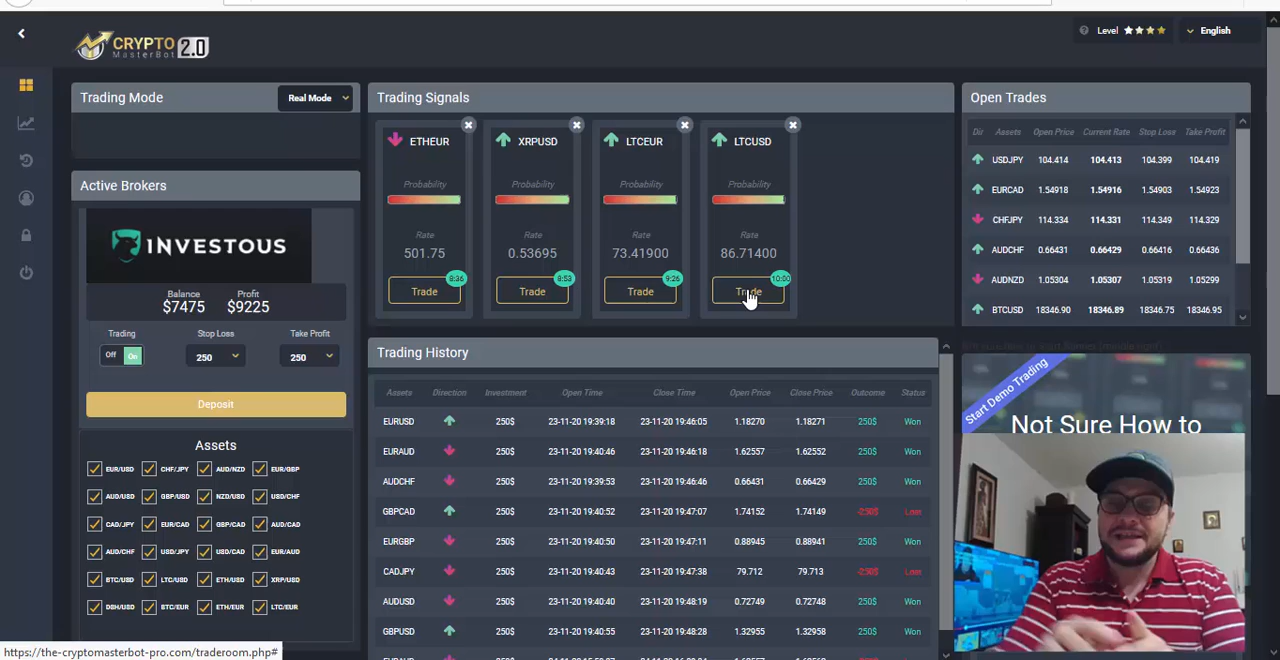 CRYPTO MasterBot 2.0
Level
English
Trading Mode
Real Mode
Trading Signals
Open Trades
ETHEUR
XRPUSD
LTCEUR
LTCUSD
Probability
Probability
Probability
Probability
Rate
Rate
Rate
Rate
501.75
0.53695
73.41900
86.71400
8:36
8:53
9:26
10:00
Trade
Trade
Trade
Dir Assets Open Price Current Rate Stop Loss Take Profit
USDJPY 104.414 104.413 104.399 104.419
EURCAD 1.54918 1.54916 1.54903 1.54923
CHFJPY 114.334 114.331 114.349 114.329
AUDCHF 0.66431 0.66429 0.66416 0.66436
AUDNZD 1.05304 1.05307 1.05319 1.05299
BTCUSD 18346.90 18346.89 18346.75 18346.95
Active Brokers
INVESTOUS
Balance Profit
$7475 $9225
Trading Stop Loss Take Profit
Off On 250 250
Deposit
Assets
EUR/USD CHF/JPY AUD/NZD EUR/GBP
AUD/USD GBP/USD NZD/USD USD/CHF
CAD/JPY EUR/CAD GBP/CAD AUD/CAD
AUD/CHF USD/JPY USD/CAD EUR/AUD
BTC/USD LTC/USD ETH/USD XRP/USD
DSH/USD BTC/EUR ETH/EUR LTC/EUR
Trading History
Assets Direction Investment Open Time Close Time Open Price Close Price Outcome Status
EURUSD 250$ 23-11-20 19:39:18 23-11-20 19:46:05 1.18270 1.18271 250$ Won
EURAUD 250$ 23-11-20 19:40:46 23-11-20 19:46:18 1.62557 1.62552 250$ Won
AUDCHF 250$ 23-11-20 19:39:53 23-11-20 19:46:46 0.66431 0.66429 250$ Won
GBPCAD 250$ 23-11-20 19:40:52 23-11-20 19:47:07 1.74152 1.74149 -250$ Loss
EURGBP 250$ 23-11-20 19:40:50 23-11-20 19:47:11 0.88945 0.88941 250$ Won
CADJPY 250$ 23-11-20 19:40:43 23-11-20 19:47:38 79.712 79.713 -250$ Loss
AUDUSD 250$ 23-11-20 19:40:40 23-11-20 19:48:19 0.72749 0.72748 250$ Won
GBPUSD 250$ 23-11-20 19:40:55 23-11-20 19:48:28 1.32955 1.32958 250$ Won
Start Demo Trading
Not Sure How to
https://the-cryptomasterbot-pro.com/traderoom.php#